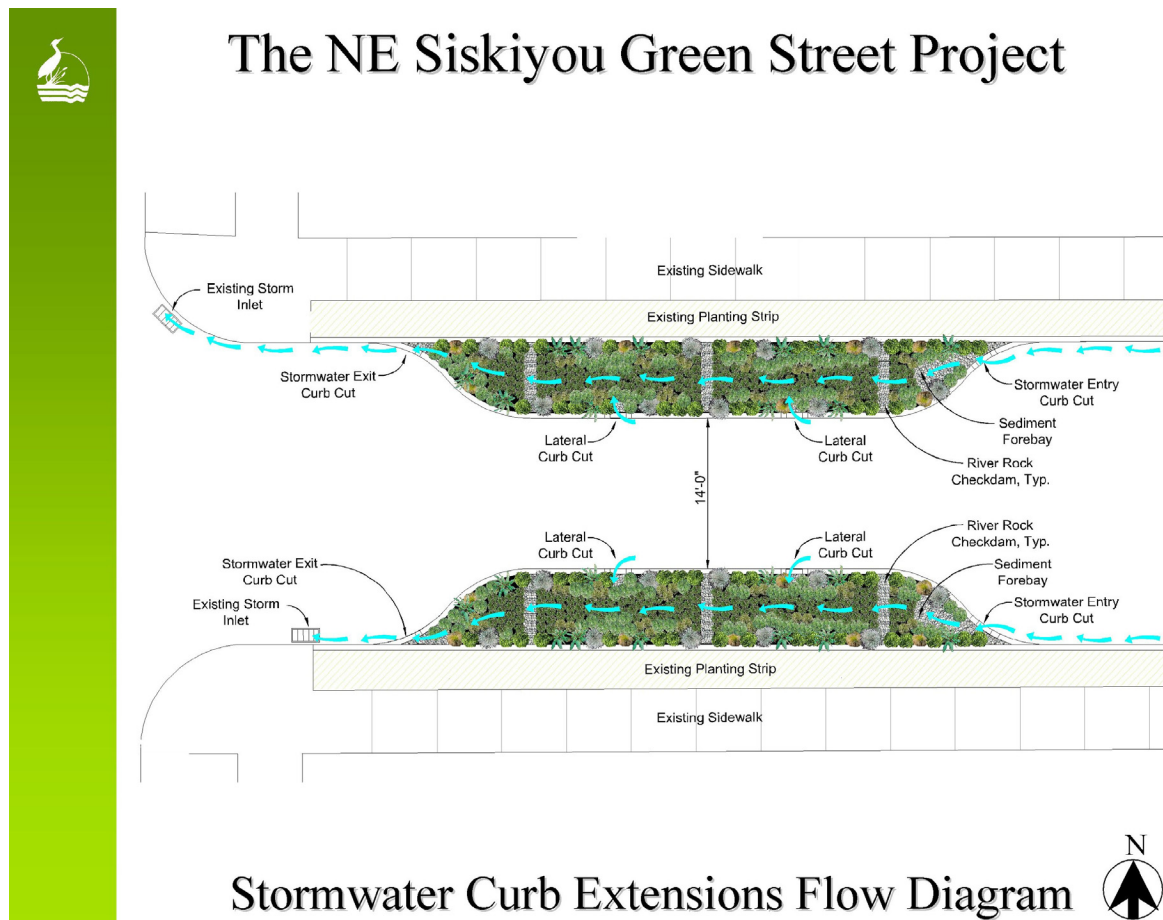 The NE Siskiyou Green Street Project
Existing Sidewalk
Existing Storm
Inlet
Existing Planting Strip
Stormwater Exit
Curb Cut
Stormwater Entry
Curb Cut
Sediment
Forebay
Lateral
Curb Cut
Lateral
Curb Cut
River Rock
Checkdam, Typ.
14'-0"
Lateral
Curb Cut
Lateral
Curb Cut
River Rock
Checkdam, Typ.
Stormwater Exit
Curb Cut
Sediment
Forebay
Existing Storm
Inlet
Stormwater Entry
Curb Cut
Existing Planting Strip
Existing Sidewalk
N
Stormwater Curb Extensions Flow Diagram